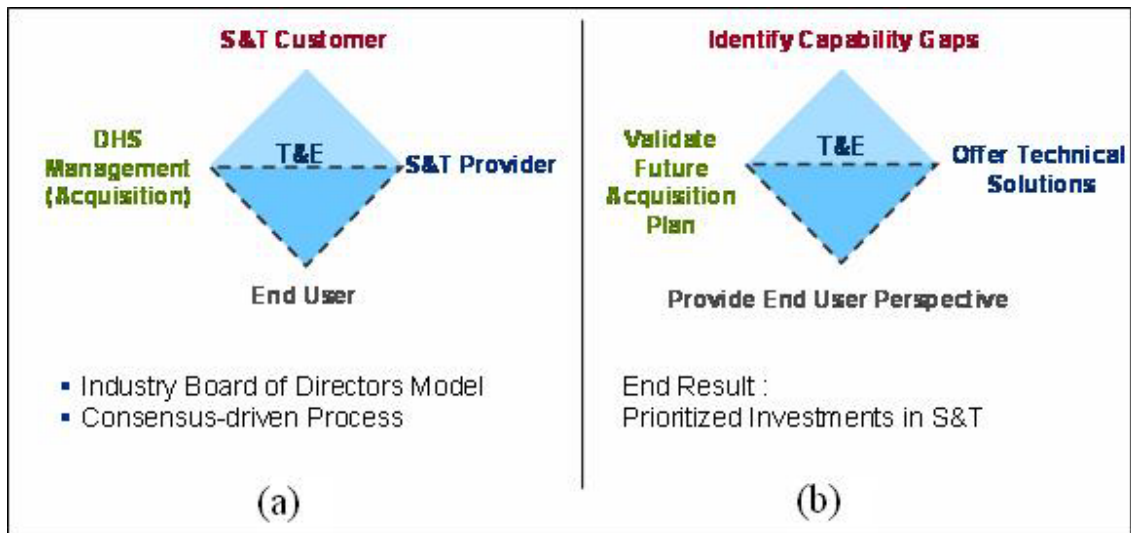 S&T Customer
DHS
Management
(Acquisition)
T&E
S&T Provider
End User
▪ Industry Board of Directors Model
▪ Consensus-driven Process
(a)
Identify Capability Gaps
Validate
Future
Acquisition
Plan
T&E
Offer Technical
Solutions
Provide End User Perspective
End Result :
Prioritized Investments in S&T
(b)